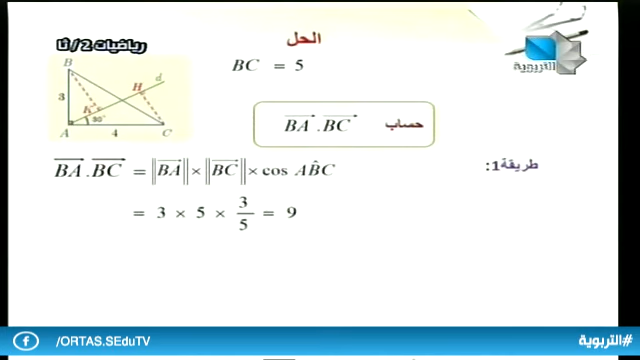 رياضيات / 2 ثا
الحل
التربوية
BC = 5
B
H
d
3
K
30°
A
4
C
حساب BA . BC
طريقة1:
BA . BC = ||BA|| × ||BC|| × cos AB̂C
= 3 × 5 × 3/5 = 9
/ORTAS.SEduTV
#التربوية